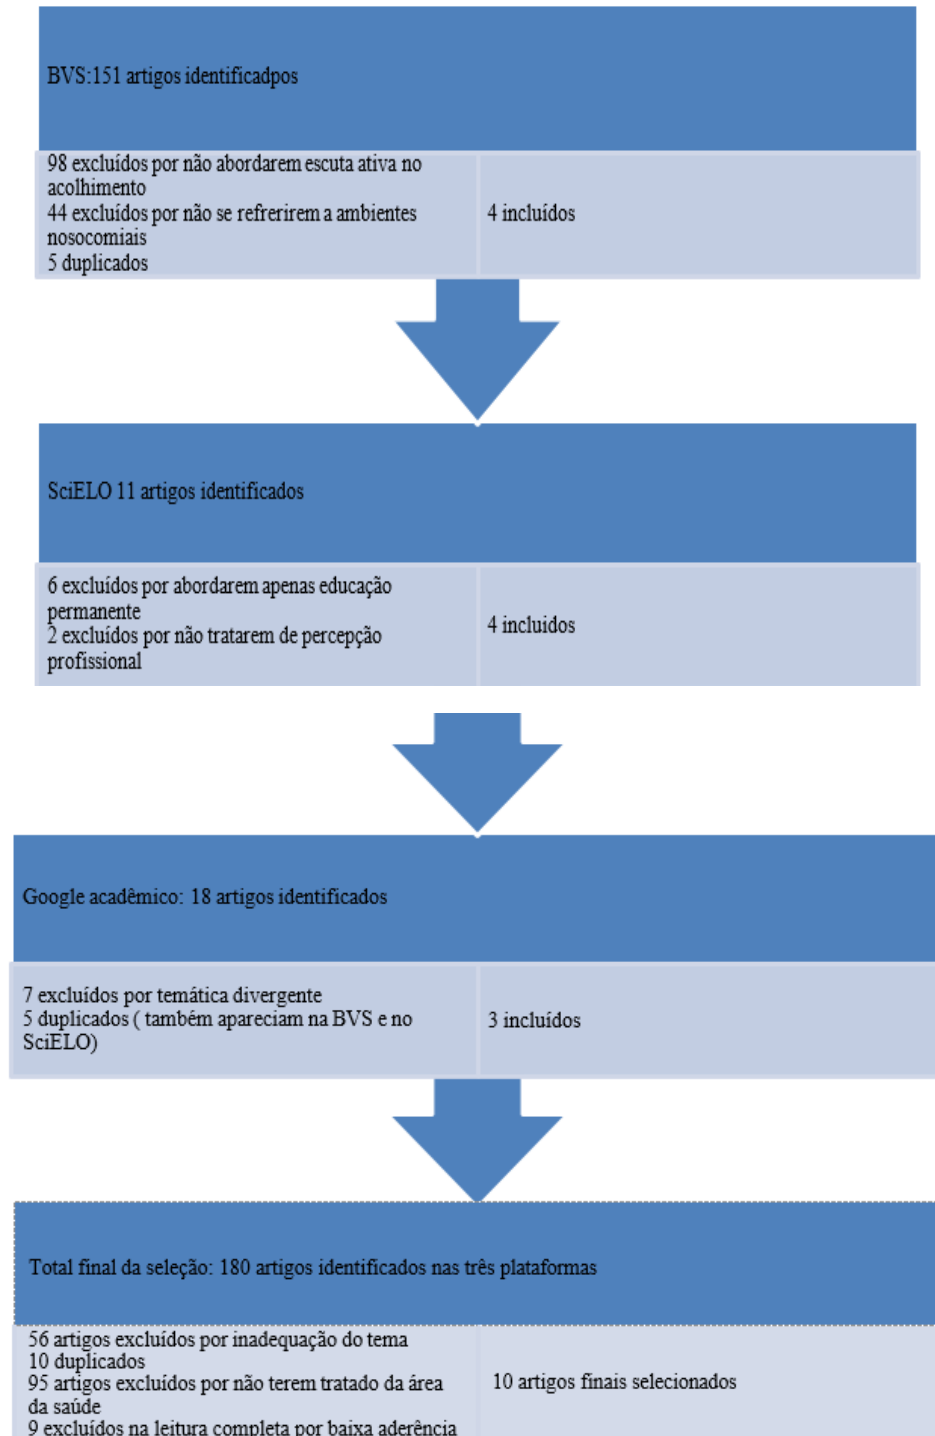 BVS:151 artigos identificadpos
98 excluídos por não abordarem escuta ativa no
acolhimento
44 excluídos por não se refrerirem a ambientes
nosocomiais
5 duplicados
4 incluídos
SciELO 11 artigos identificados
6 excluídos por abordarem apenas educação
permanente
2 excluídos por não tratarem de percepção
profissional
4 incluidos
Google acadêmico: 18 artigos identificados
7 excluídos por temática divergente
5 duplicados ( também apareciam na BVS e no
SciELO)
3 incluídos
Total final da seleção: 180 artigos identificados nas três plataformas
56 artigos excluídos por inadequação do tema
10 duplicados
95 artigos excluídos por não terem tratado da área
da saúde
9 excluídos na leitura completa por baixa aderência
10 artigos finais selecionados